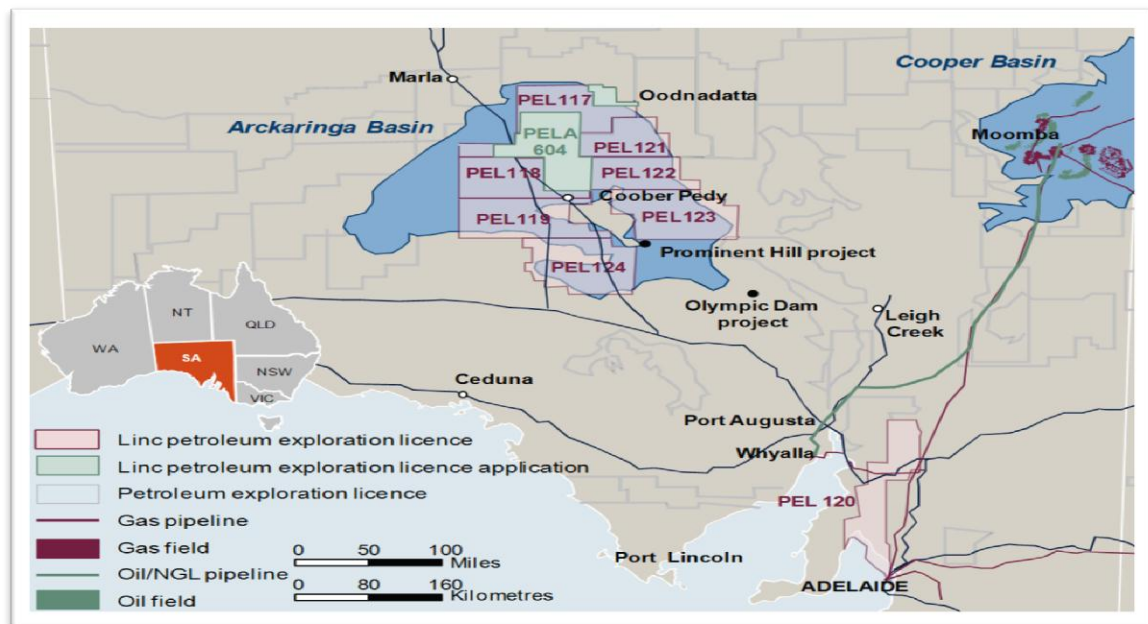 Cooper Basin
Marla
PEL117
Oodnadatta
Arckaringa Basin
PELA
604
PEL121
Moomba
PEL118
PEL122
Coober Pedy
PEL119
PEL123
Prominent Hill project
PEL124
Olympic Dam
project
Leigh
Creek
NT
QLD
WA
SA
NSW
VIC
Ceduna
Port Augusta
Whyalla
PEL 120
Port Lincoln
ADELAIDE
Linc petroleum exploration licence
Linc petroleum exploration licence application
Petroleum exploration licence
Gas pipeline
Gas field
Oil/NGL pipeline
Oil field
0 50 100
Miles
0 80 160
Kilometres